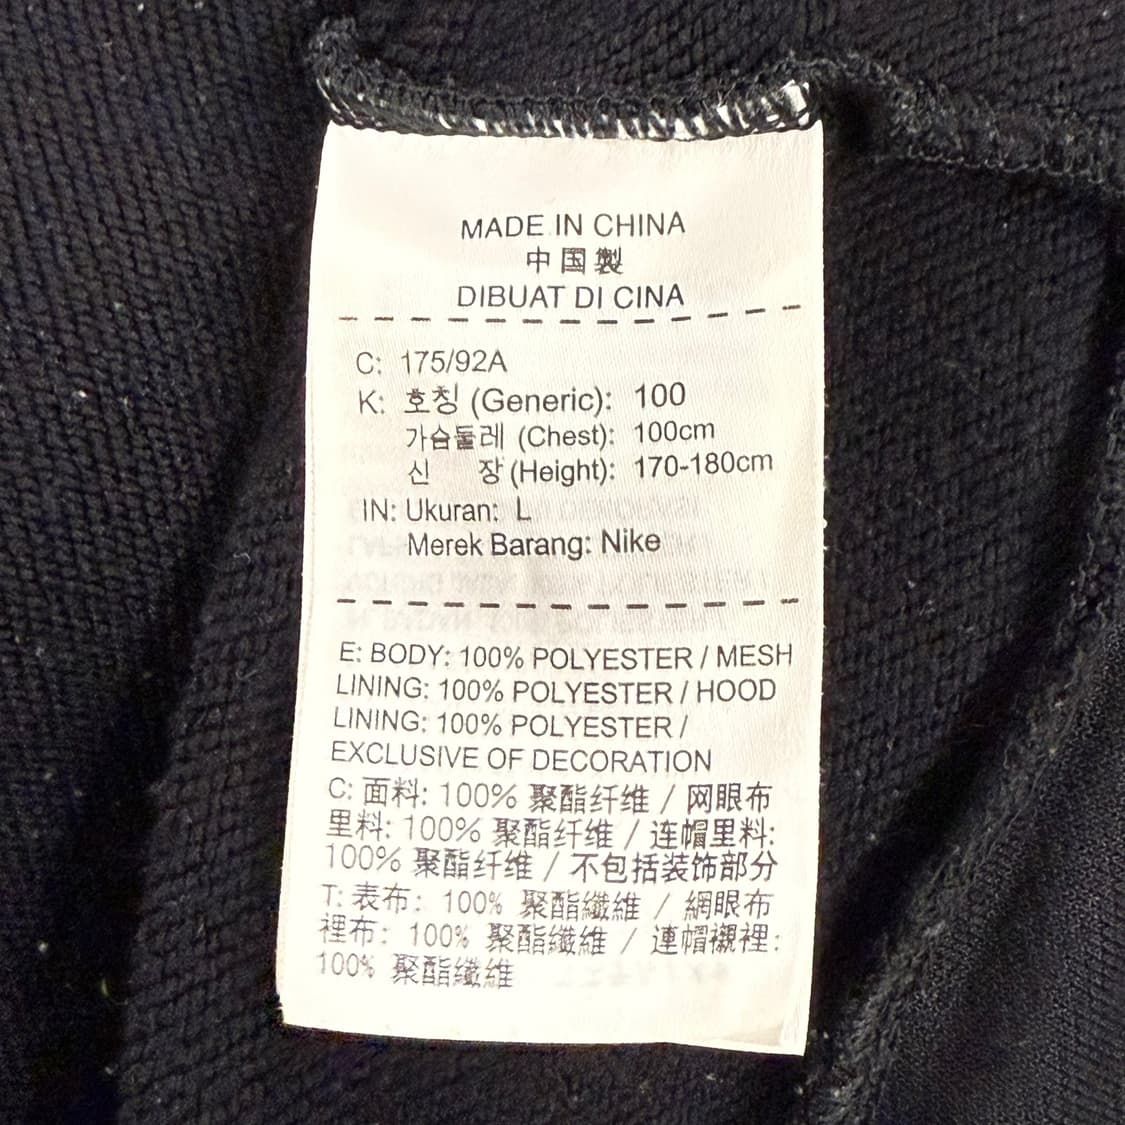 MADE IN CHINA
中国製
DIBUAT DI CINA
C: 175/92A
K: 호칭 (Generic): 100
가슴둘레 (Chest): 100cm
신 장 (Height): 170-180cm
IN: Ukuran: L
Merek Barang: Nike
E: BODY: 100% POLYESTER / MESH
LINING: 100% POLYESTER / HOOD
LINING: 100% POLYESTER /
EXCLUSIVE OF DECORATION
C: 面料: 100% 聚酯纤维 / 网眼布
里料: 100% 聚酯纤维 / 连帽里料:
100% 聚酯纤维 / 不包括装饰部分
T: 表布: 100% 聚酯纖維 / 網眼布
裡布: 100% 聚酯纖維 / 連帽襯裡:
100% 聚酯纖維